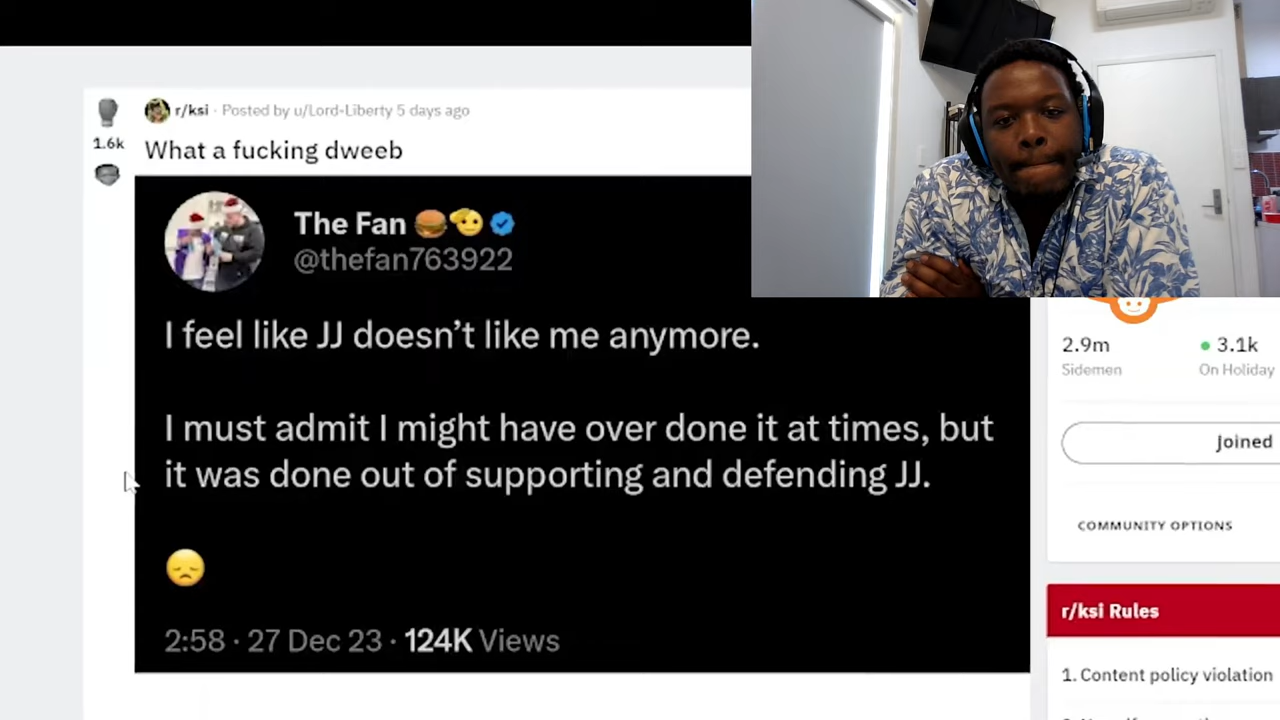 r/ksi · Posted by u/Lord-Liberty 5 days ago
1.6k
What a fucking dweeb
The Fan 🍔🫡
@thefan763922
I feel like JJ doesn’t like me anymore.
I must admit I might have over done it at times, but
it was done out of supporting and defending JJ.
😞
2:58 · 27 Dec 23 · 124K Views
2.9m
3.1k
Sidemen
On Holiday
Joined
COMMUNITY OPTIONS
r/ksi Rules
1. Content policy violation